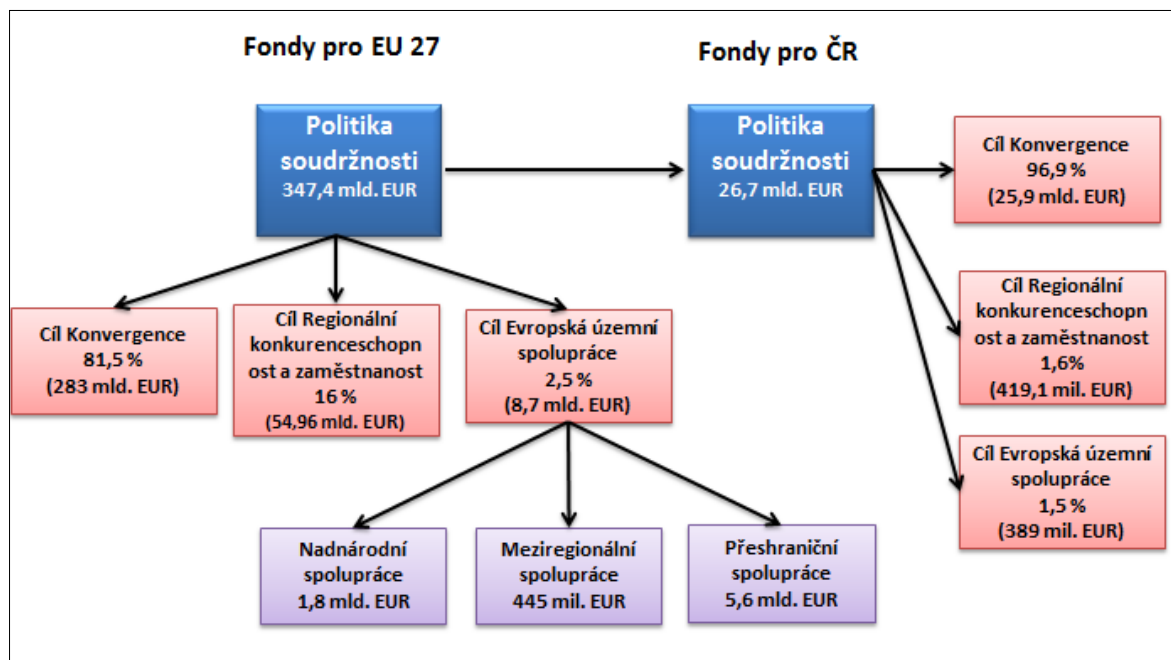 Fondy pro EU 27
Fondy pro ČR
Politika
soudržnosti
347,4 mld. EUR
Politika
soudržnosti
26,7 mld. EUR
Cíl Konvergence
96,9 %
(25,9 mld. EUR)
Cíl Regionální
konkurenceschopn
ost a zaměstnanost
1,6%
(419,1 mil. EUR)
Cíl Evropská územní
spolupráce
1,5 %
(389 mil. EUR)
Cíl Konvergence
81,5 %
(283 mld. EUR)
Cíl Regionální
konkurenceschopn
ost a zaměstnanost
16 %
(54,96 mld. EUR)
Cíl Evropská územní
spolupráce
2,5 %
(8,7 mld. EUR)
Nadnárodní
spolupráce
1,8 mld. EUR
Meziregionální
spolupráce
445 mil. EUR
Přeshraniční
spolupráce
5,6 mld. EUR